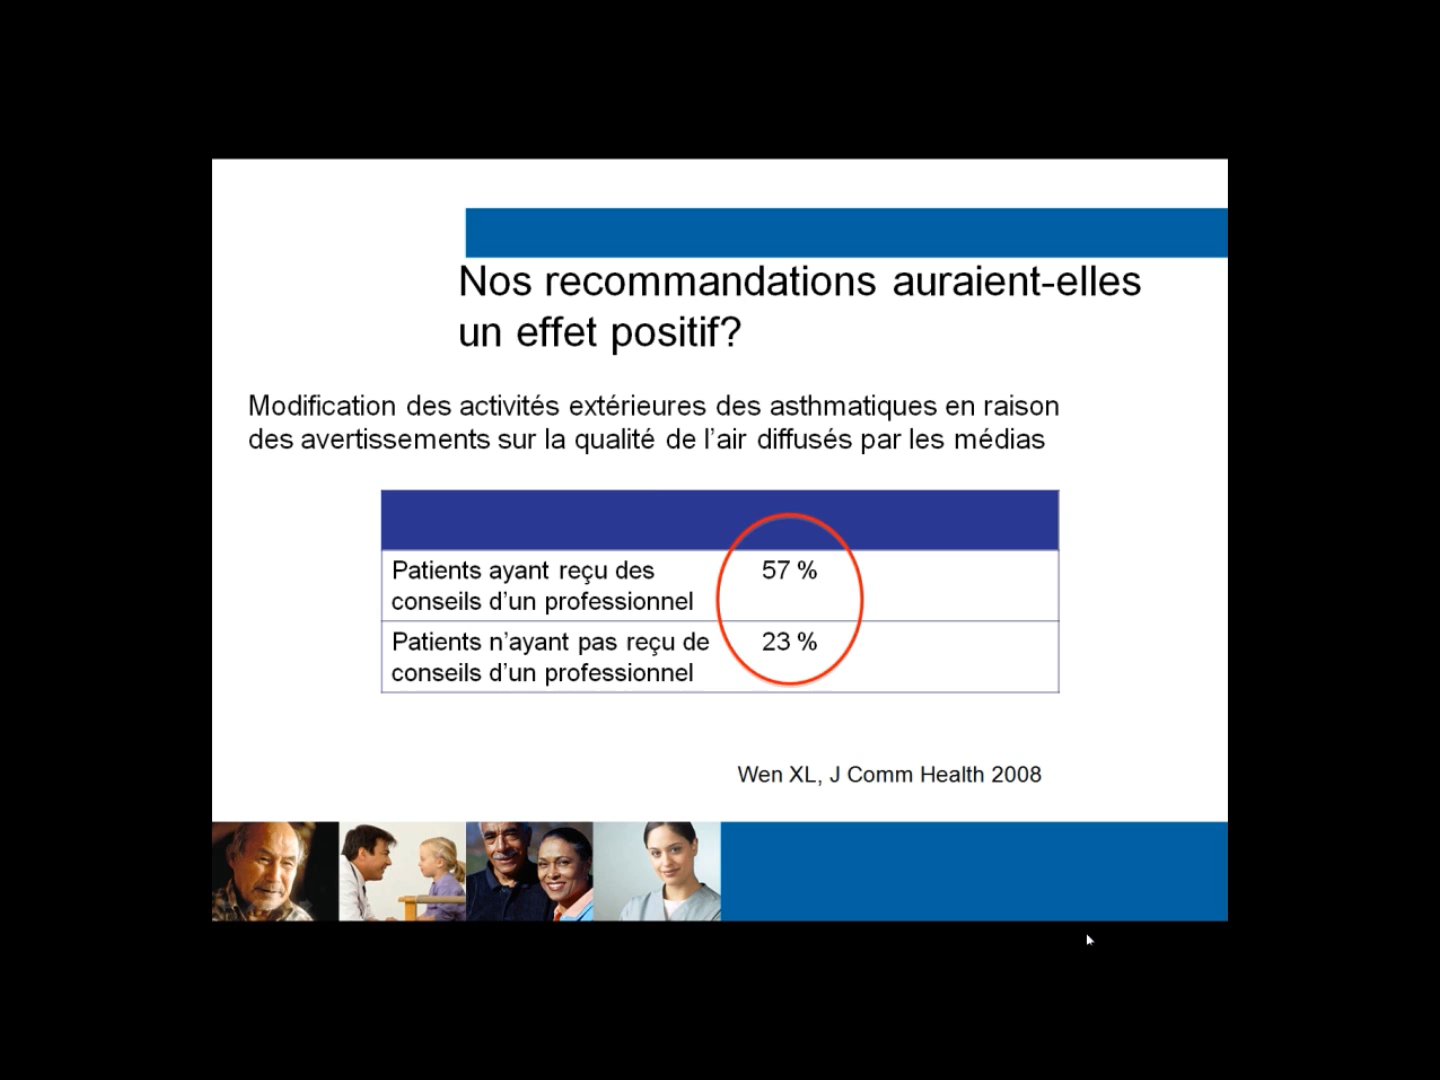 Nos recommandations auraient-elles
un effet positif?
Modification des activités extérieures des asthmatiques en raison
des avertissements sur la qualité de l’air diffusés par les médias
Patients ayant reçu des
conseils d’un professionnel
57 %
Patients n’ayant pas reçu de
conseils d’un professionnel
23 %
Wen XL, J Comm Health 2008